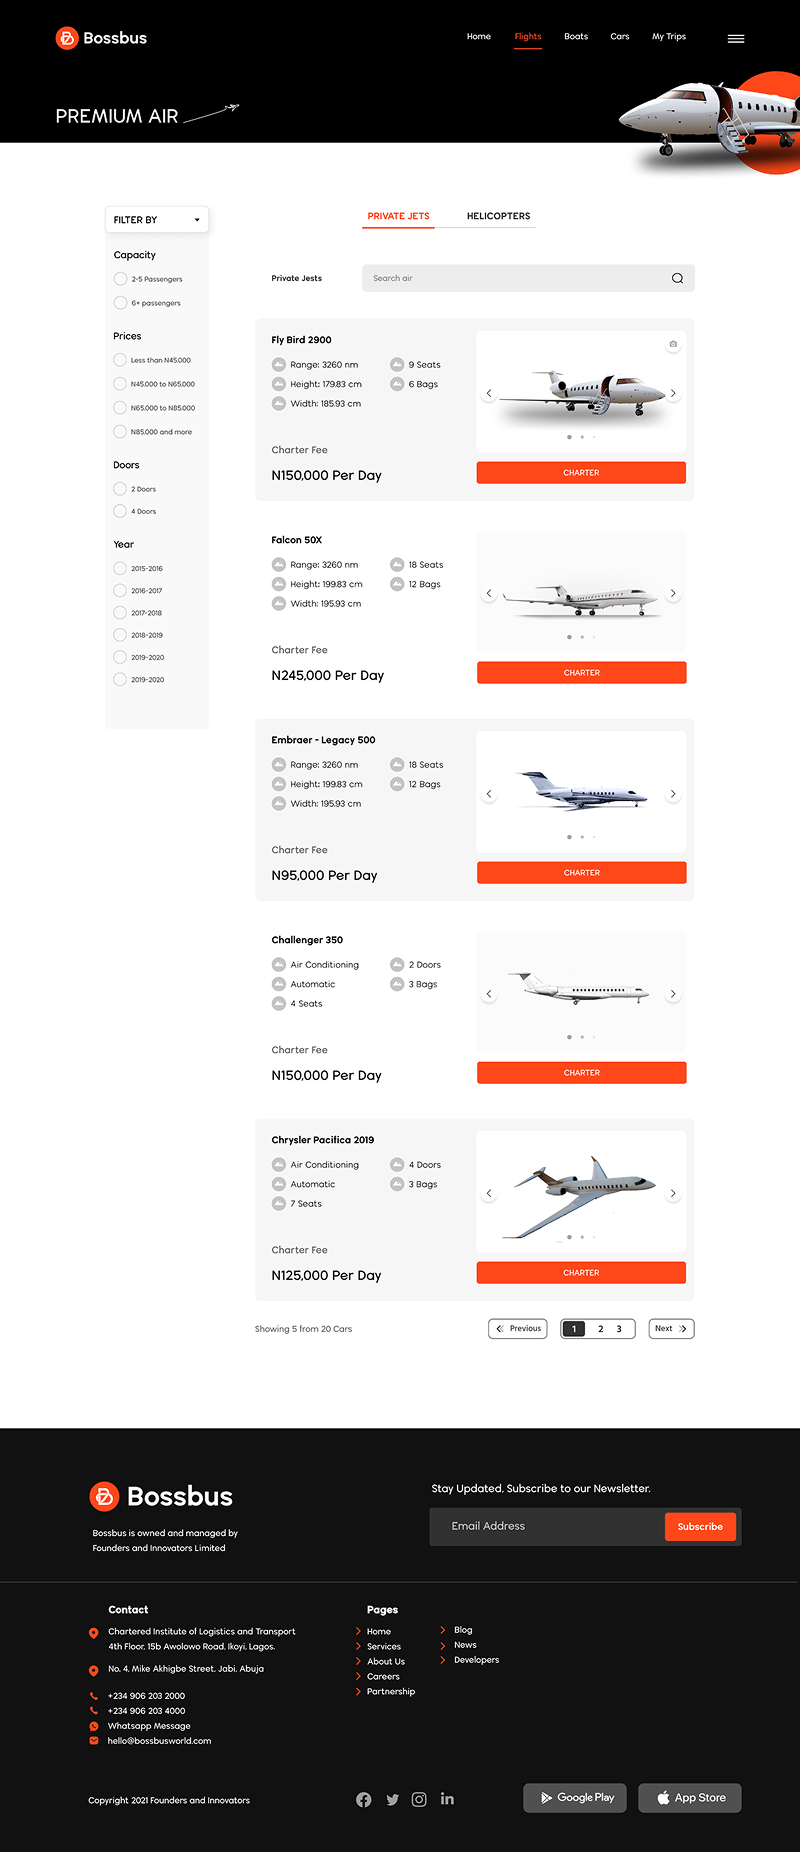 Bossbus
Home
Flights
Boats
Cars
My Trips
PREMIUM AIR
FILTER BY
Capacity
2-5 Passengers
6+ passengers
Prices
Less than N45,000
N45,000 to N65,000
N65,000 to N85,000
N85,000 and more
Doors
2 Doors
4 Doors
Year
2015-2016
2016-2017
2017-2018
2018-2019
2019-2020
2019-2020
PRIVATE JETS
HELICOPTERS
Private Jests
Search air
Fly Bird 2900
Range: 3260 nm
9 Seats
Height: 179.83 cm
6 Bags
Width: 185.93 cm
Charter Fee
N150,000 Per Day
CHARTER
Falcon 50X
Range: 3260 nm
18 Seats
Height: 199.83 cm
12 Bags
Width: 195.93 cm
Charter Fee
N245,000 Per Day
CHARTER
Embraer - Legacy 500
Range: 3260 nm
18 Seats
Height: 199.83 cm
12 Bags
Width: 195.93 cm
Charter Fee
N95,000 Per Day
CHARTER
Challenger 350
Air Conditioning
2 Doors
Automatic
3 Bags
4 Seats
Charter Fee
N150,000 Per Day
CHARTER
Chrysler Pacifica 2019
Air Conditioning
4 Doors
Automatic
3 Bags
7 Seats
Charter Fee
N125,000 Per Day
CHARTER
Showing 5 from 20 Cars
Previous
1
2
3
Next
Bossbus
Bossbus is owned and managed by
Founders and Innovators Limited
Stay Updated, Subscribe to our Newsletter.
Email Address
Subscribe
Contact
Chartered Institute of Logistics and Transport
4th Floor, 15b Awolowo Road, Ikoyi, Lagos.
No. 4, Mike Akhigbe Street, Jabi, Abuja
+234 906 203 2000
+234 906 203 4000
Whatsapp Message
hello@bossbusworld.com
Pages
Home
Services
About Us
Careers
Partnership
Blog
News
Developers
Copyright 2021 Founders and Innovators
Google Play
App Store